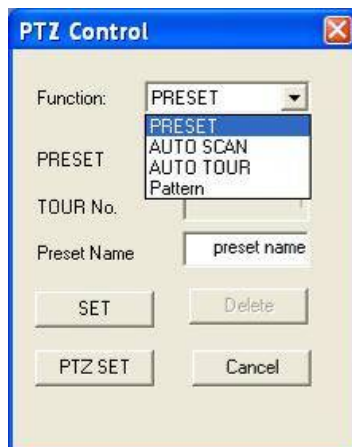 PTZ Control
Function: PRESET
PRESET
AUTO SCAN
PRESET
AUTO TOUR
Pattern
TOUR No.
Preset Name preset name
SET Delete
PTZ SET Cancel